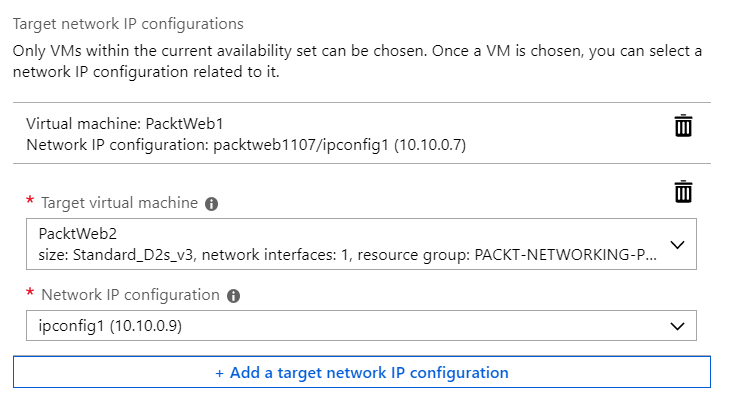 Target network IP configurations
Only VMs within the current availability set can be chosen. Once a VM is chosen, you can select a
network IP configuration related to it.
Virtual machine: PacktWeb1
Network IP configuration: packtweb1107/ipconfig1 (10.10.0.7)
* Target virtual machine
PacktWeb2
size: Standard_D2s_v3, network interfaces: 1, resource group: PACKT-NETWORKING-P...
* Network IP configuration
ipconfig1 (10.10.0.9)
+ Add a target network IP configuration